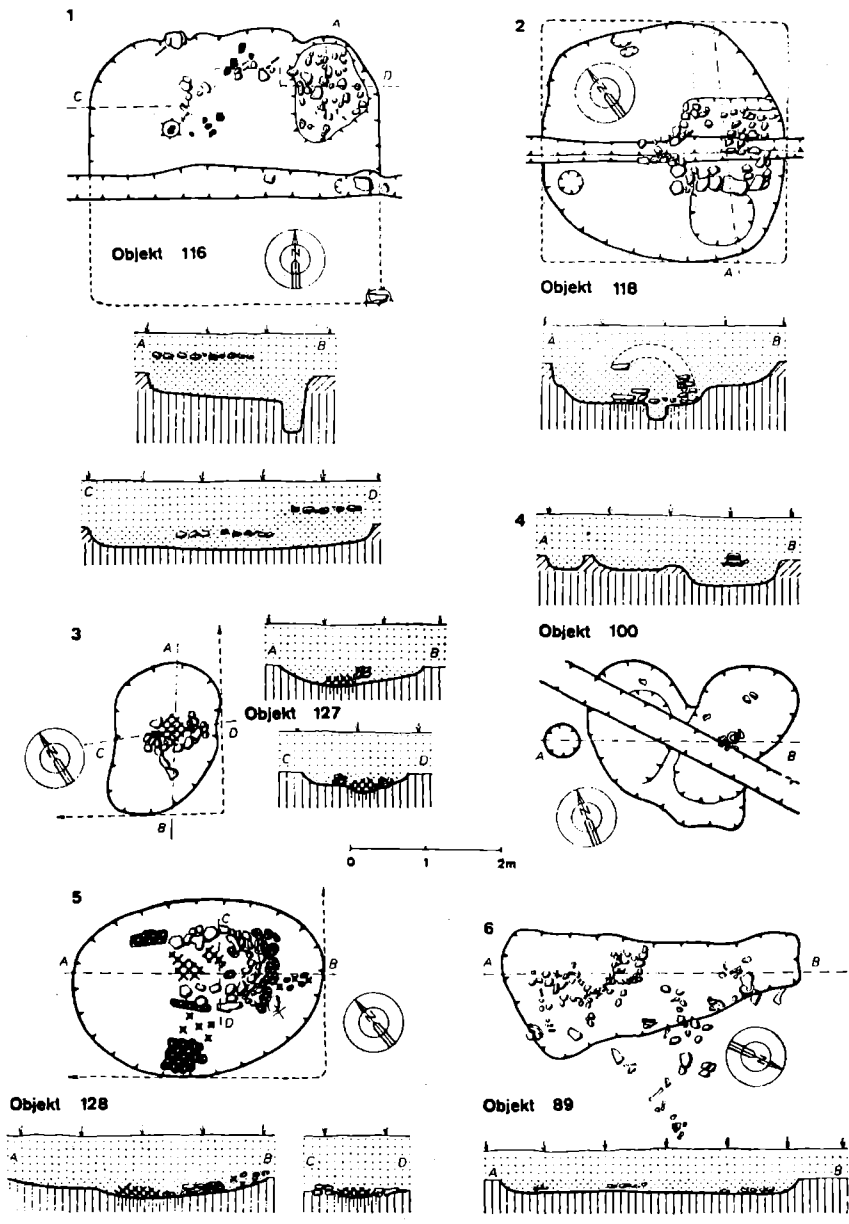 1
A
D
C
N
Objekt 116
A B
C D
2
N
A
Objekt 118
A B
3
A
C
D
B
N
A B
Objekt 127
C D
4
A B
Objekt 100
A
B
N
0 1 2m
5
A
C
B
D
N
Objekt 128
A B
C D
6
A B
N
Objekt 89
A B